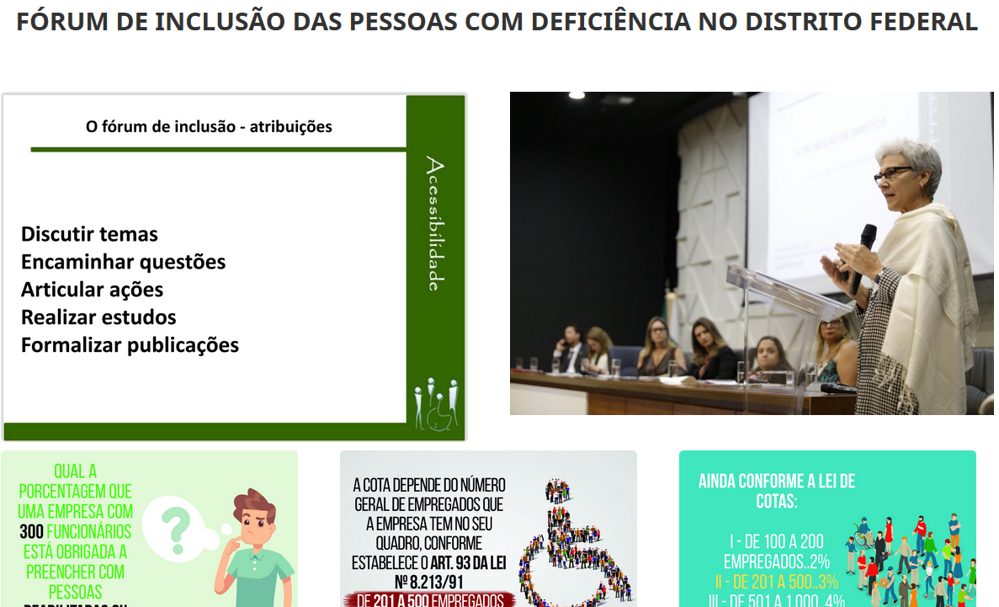 FÓRUM DE INCLUSÃO DAS PESSOAS COM DEFICIÊNCIA NO DISTRITO FEDERAL
O fórum de inclusão - atribuições
Acessibilidade
Discutir temas
Encaminhar questões
Articular ações
Realizar estudos
Formalizar publicações
QUAL A
PORCENTAGEM QUE
UMA EMPRESA COM
300 FUNCIONÁRIOS
ESTÁ OBRIGADA A
PREENCHER COM
PESSOAS
REABILITADAS OU
?
A COTA DEPENDE DO NÚMERO
GERAL DE EMPREGADOS QUE
A EMPRESA TEM NO SEU
QUADRO, CONFORME
ESTABELECE O ART. 93 DA LEI
Nº 8.213/91
DE 201 A 500 EMPREGADOS
AINDA CONFORME A LEI DE
COTAS:
I - DE 100 A 200
EMPREGADOS..2%
II - DE 201 A 500..3%
III - DE 501 A 1.000..4%